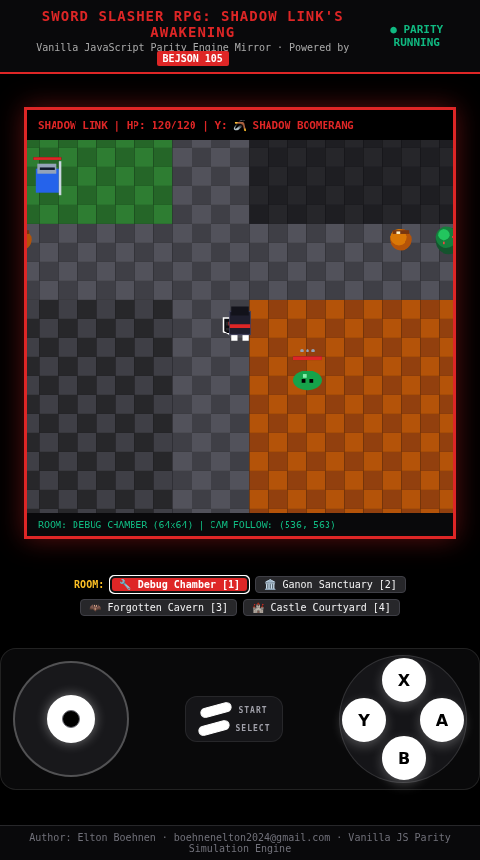 SWORD SLASHER RPG: SHADOW LINK'S
AWAKENING
Vanilla JavaScript Parity Engine Mirror · Powered by
BEJSON 105
● PARITY
RUNNING
SHADOW LINK | HP: 120/120 | Y: 🪃 SHADOW BOOMERANG
ROOM: DEBUG CHAMBER (64x64) | CAM FOLLOW: (536, 563)
ROOM: 🔧 Debug Chamber [1] 🏛️ Ganon Sanctuary [2]
🦇 Forgotten Cavern [3] 🏰 Castle Courtyard [4]
START
SELECT
X
Y
A
B
Author: Elton Boehnen · boehnenelton2024@gmail.com · Vanilla JS Parity
Simulation Engine